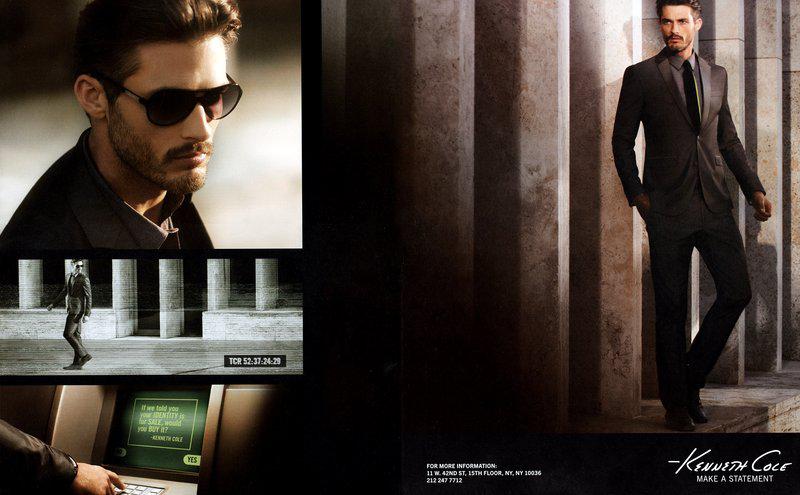 TCR 52:37:24:29
If we told you
your IDENTITY is
for SALE, would
you BUY it?
-KENNETH COLE
YES
FOR MORE INFORMATION:
11 W. 42ND ST, 15TH FLOOR, NY, NY 10036
212 247 7712
KENNETH COLE
MAKE A STATEMENT